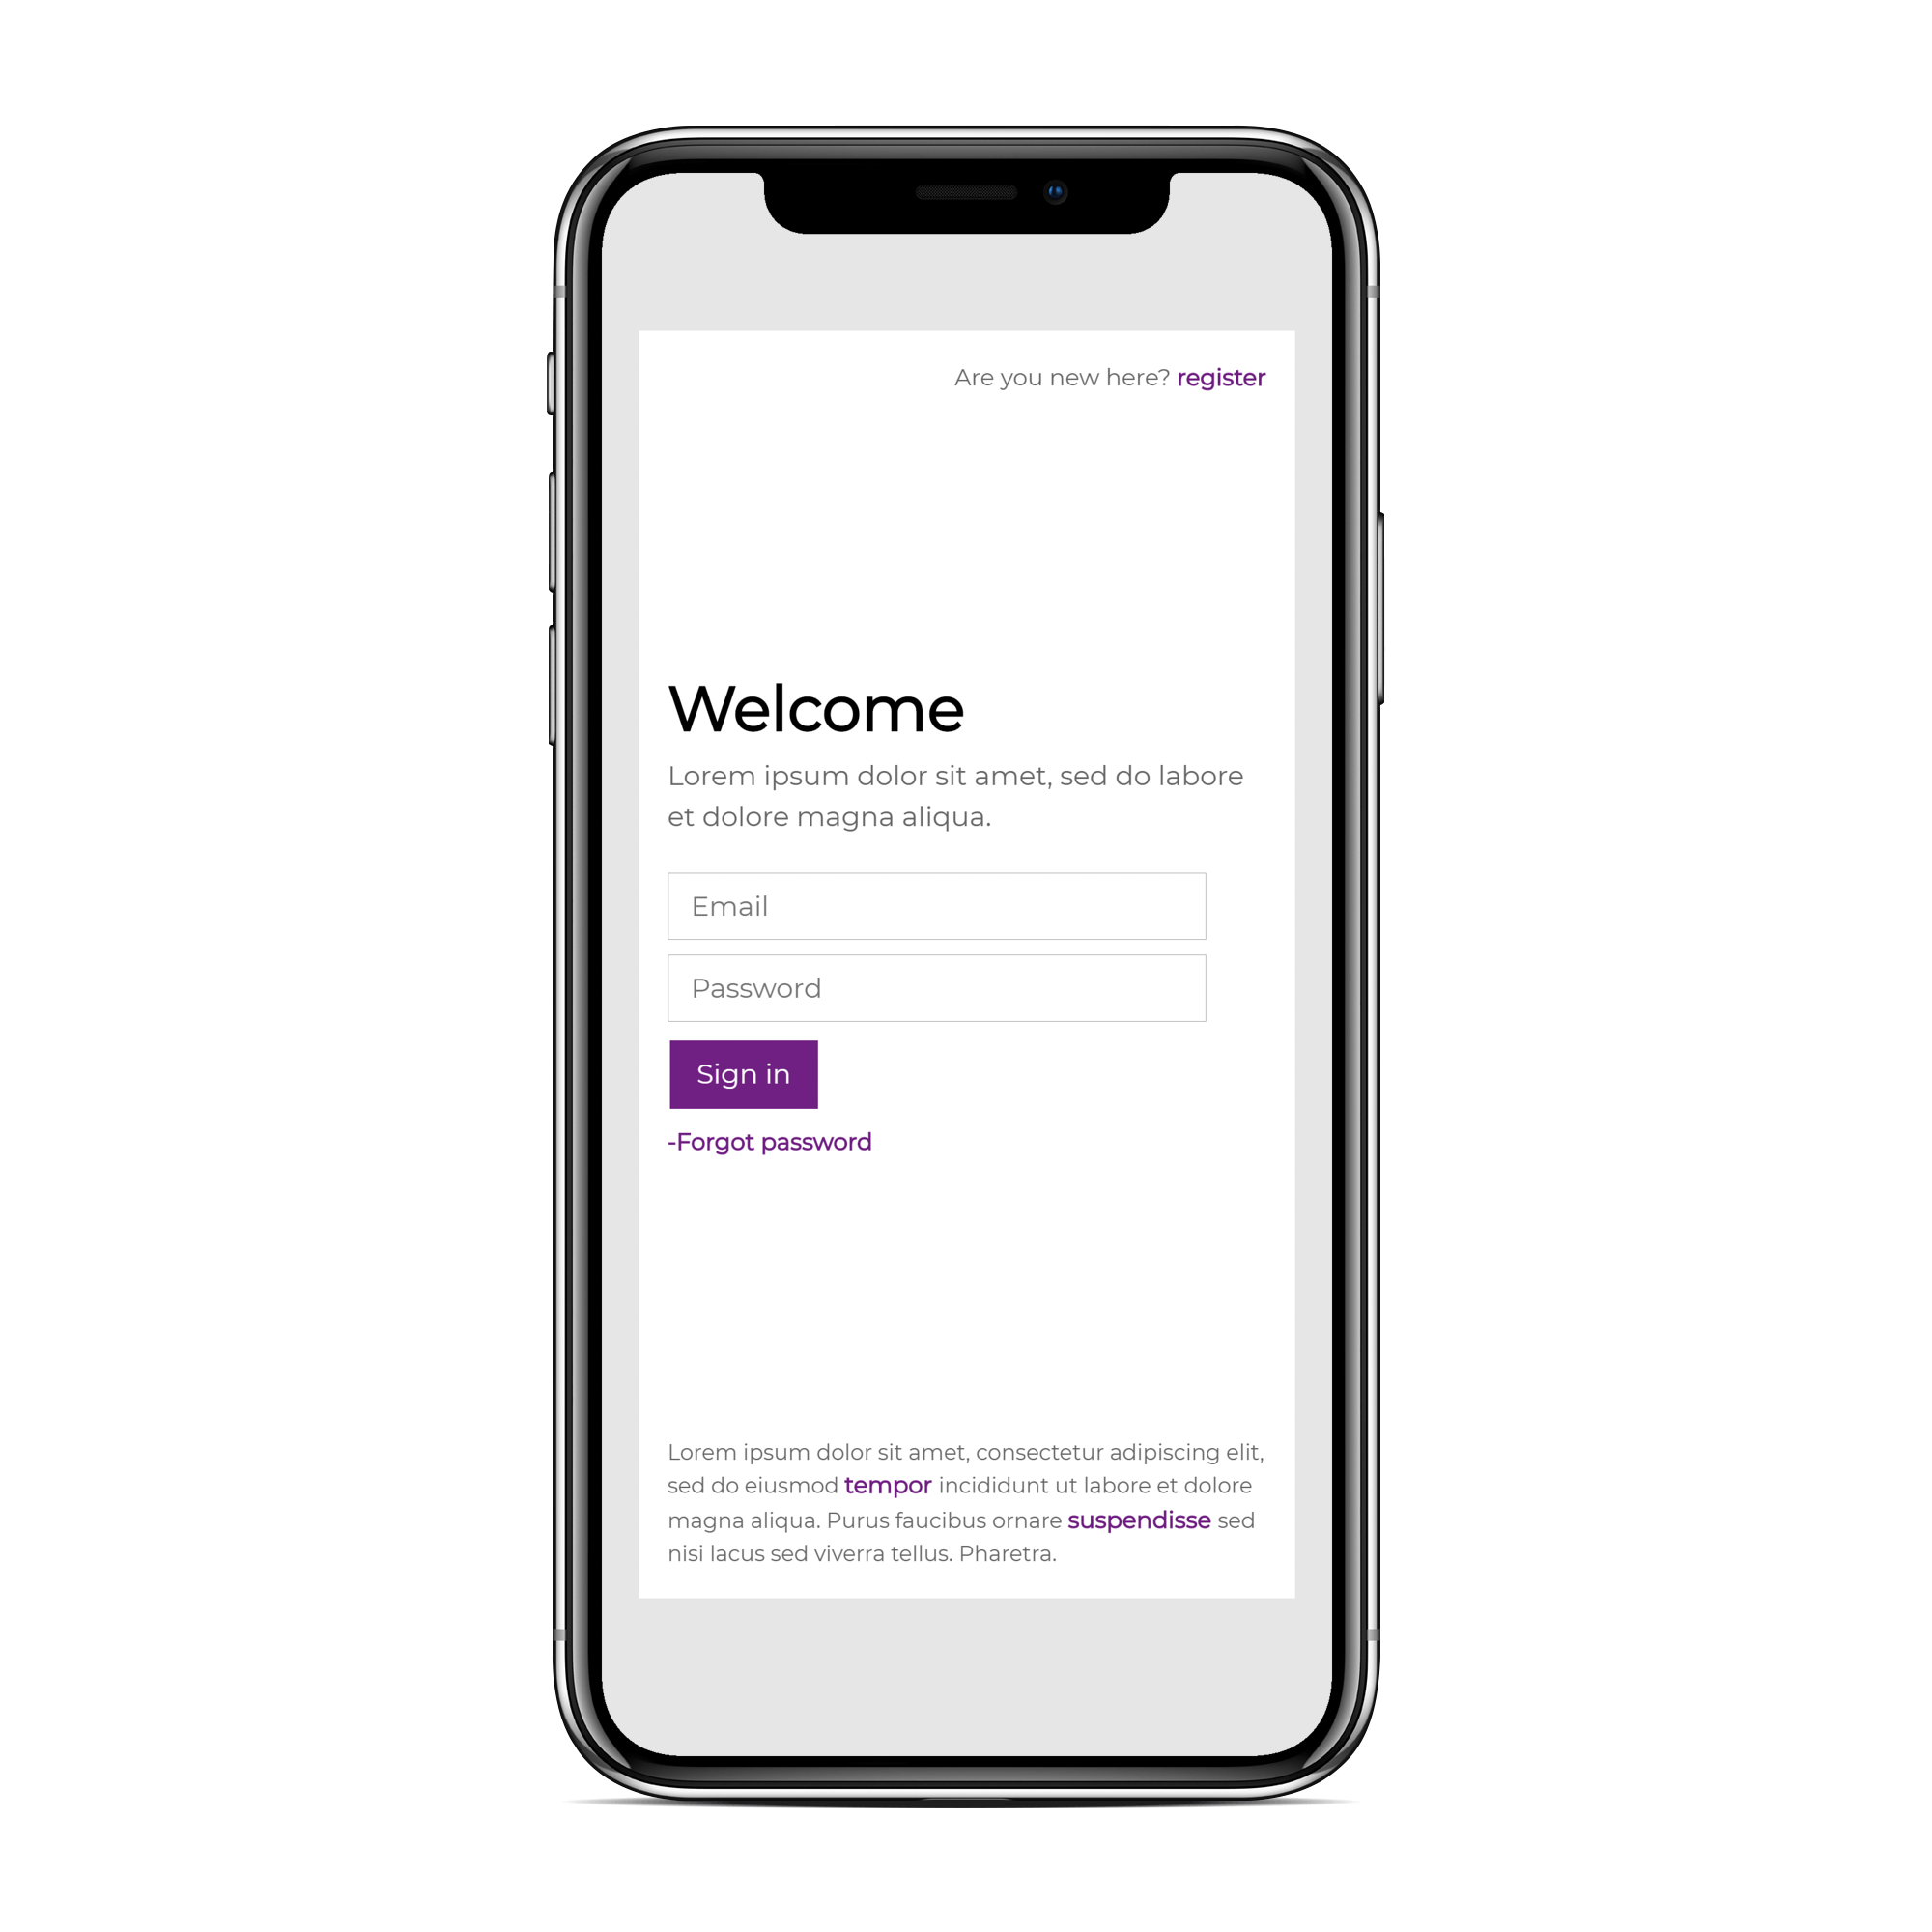 Are you new here? register
Welcome
Lorem ipsum dolor sit amet, sed do labore
et dolore magna aliqua.
Email
Password
Sign in
-Forgot password
Lorem ipsum dolor sit amet, consectetur adipiscing elit,
sed do eiusmod tempor incididunt ut labore et dolore
magna aliqua. Purus faucibus ornare suspendisse sed
nisi lacus sed viverra tellus. Pharetra.